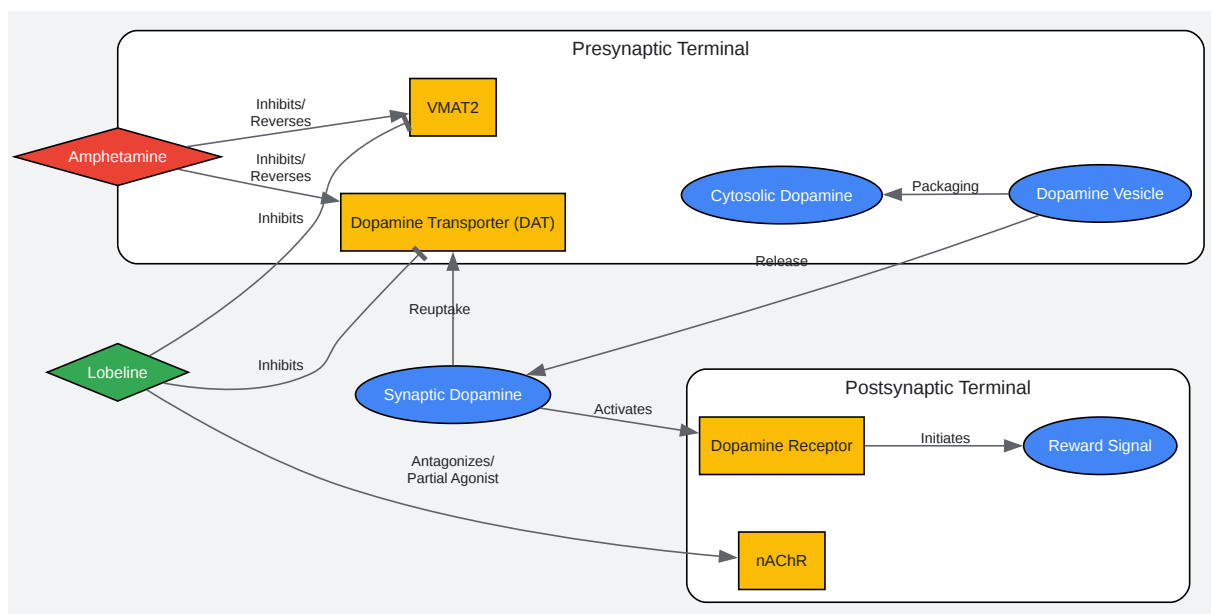 Presynaptic Terminal
Inhibits/
Reverses
VMAT2
Amphetamine
Inhibits/
Reverses
Cytosolic Dopamine
Packaging
Dopamine Vesicle
Inhibits
Dopamine Transporter (DAT)
Release
Reuptake
Lobeline
Inhibits
Synaptic Dopamine
Postsynaptic Terminal
Activates
Dopamine Receptor
Initiates
Reward Signal
Antagonizes/
Partial Agonist
nAChR